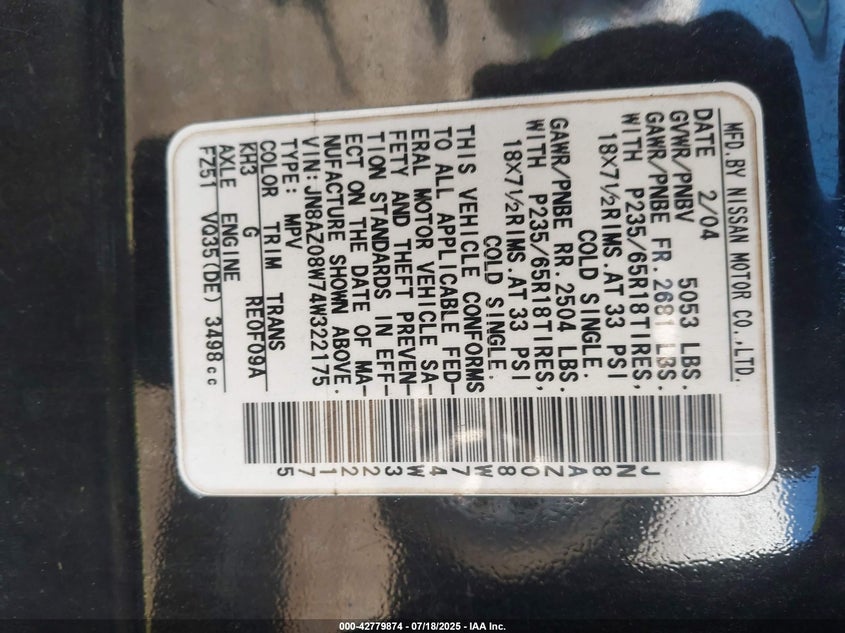 MFD.BY NISSAN MOTOR CO.,LTD.
DATE 2/04
GVWR/PNBV 5053 LBS.
GAWR/PNBE FR. 2681 LBS.
WITH P235/65R18TIRES,
18X7½RIMS.AT 33 PSI
COLD SINGLE.
GAWR/PNBE RR. 2504 LBS.
WITH P235/65R18TIRES,
18X7½RIMS.AT 33 PSI
COLD SINGLE.
THIS VEHICLE CONFORMS
TO ALL APPLICABLE FED-
ERAL MOTOR VEHICLE SA-
FETY AND THEFT PREVEN-
TION STANDARDS IN EFF-
ECT ON THE DATE OF MA-
NUFACTURE SHOWN ABOVE.
VIN: JN8AZ08W74W322175
TYPE: MPV
COLOR TRIM TRANS
KH3 G RE0F09A
AXLE ENGINE
FZ51 VQ35(DE) 3498cc
JN8AZ08W74W322175
000-42779874 - 07/18/2025 - IAA Inc.